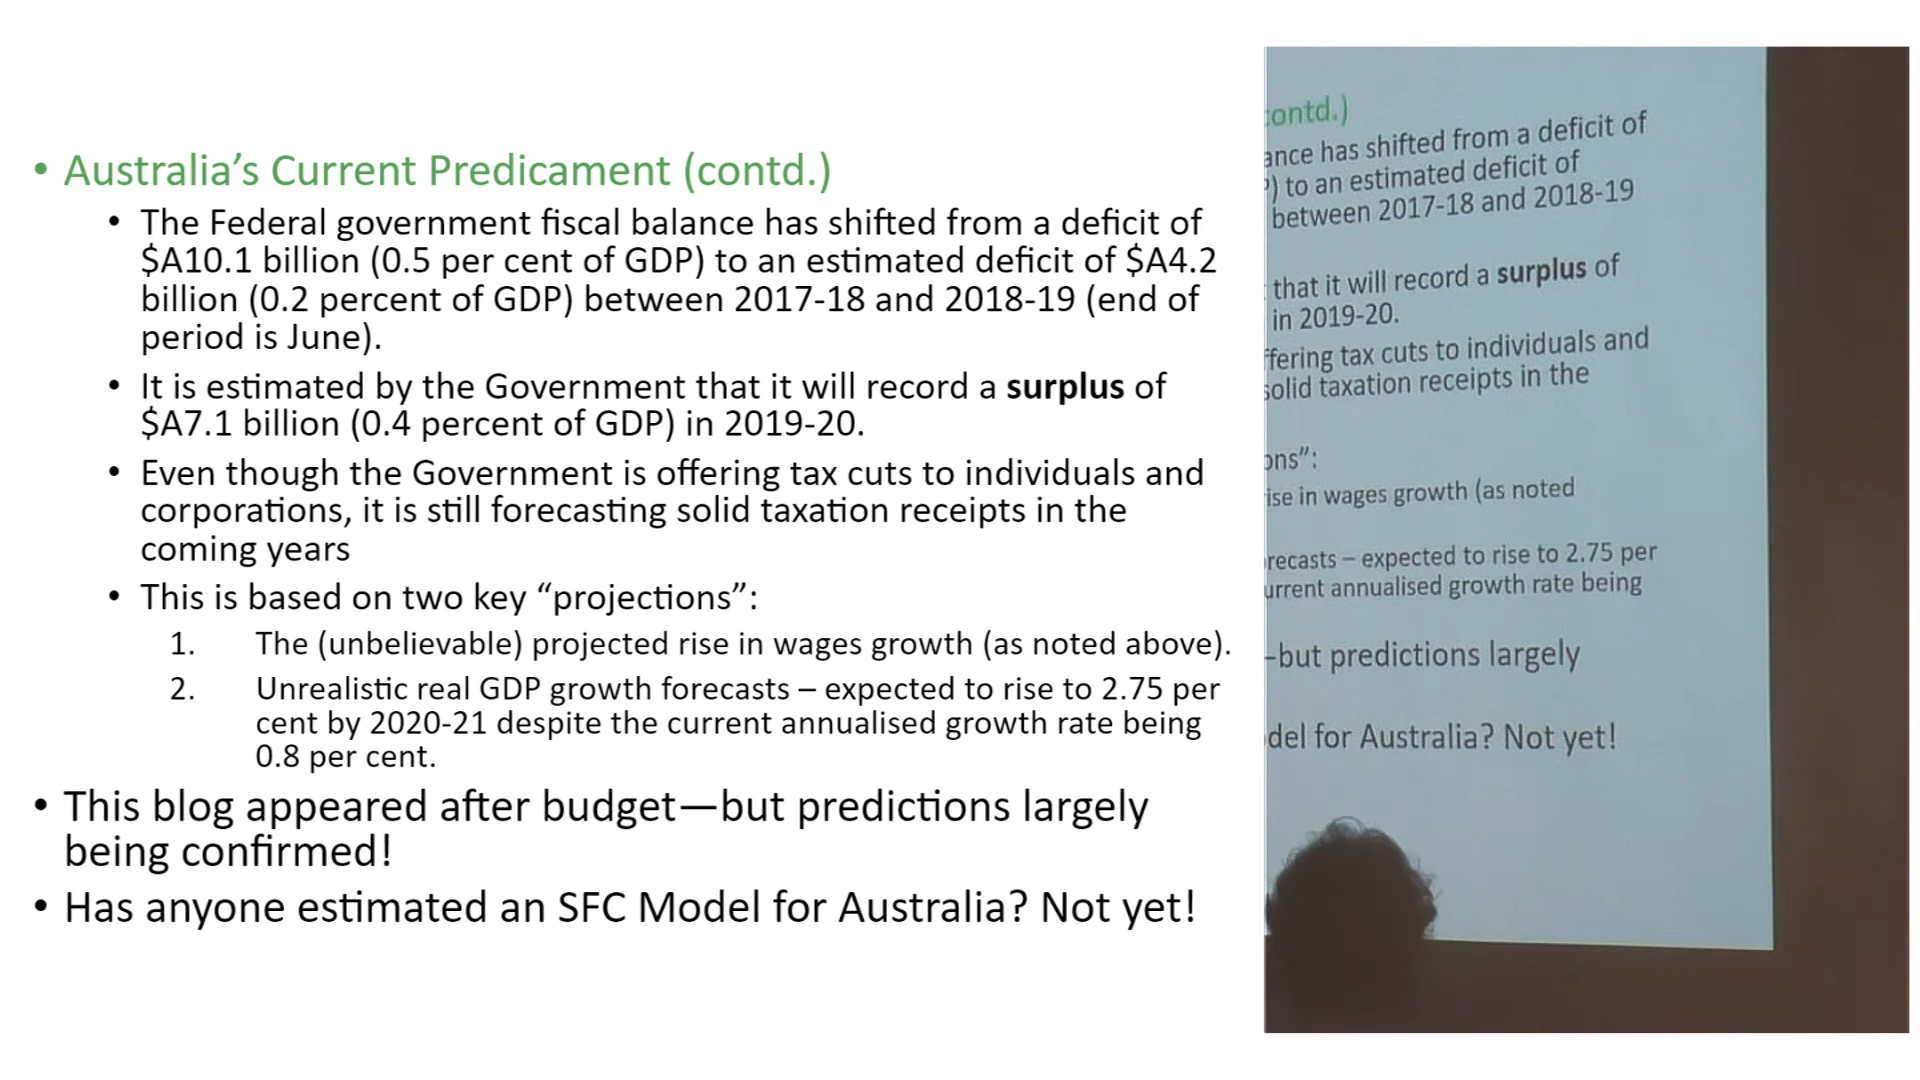 • Australia’s Current Predicament (contd.)
• The Federal government fiscal balance has shifted from a deficit of
$A10.1 billion (0.5 per cent of GDP) to an estimated deficit of $A4.2
billion (0.2 percent of GDP) between 2017-18 and 2018-19 (end of
period is June).
• It is estimated by the Government that it will record a surplus of
$A7.1 billion (0.4 percent of GDP) in 2019-20.
• Even though the Government is offering tax cuts to individuals and
corporations, it is still forecasting solid taxation receipts in the
coming years
• This is based on two key “projections”:
1. The (unbelievable) projected rise in wages growth (as noted above).
2. Unrealistic real GDP growth forecasts – expected to rise to 2.75 per
cent by 2020-21 despite the current annualised growth rate being
0.8 per cent.
• This blog appeared after budget—but predictions largely
being confirmed!
• Has anyone estimated an SFC Model for Australia? Not yet!
contd.)
ance has shifted from a deficit of
) to an estimated deficit of
between 2017-18 and 2018-19
that it will record a surplus of
in 2019-20.
ffering tax cuts to individuals and
solid taxation receipts in the
ons”:
ise in wages growth (as noted
recasts – expected to rise to 2.75 per
urrent annualised growth rate being
—but predictions largely
del for Australia? Not yet!